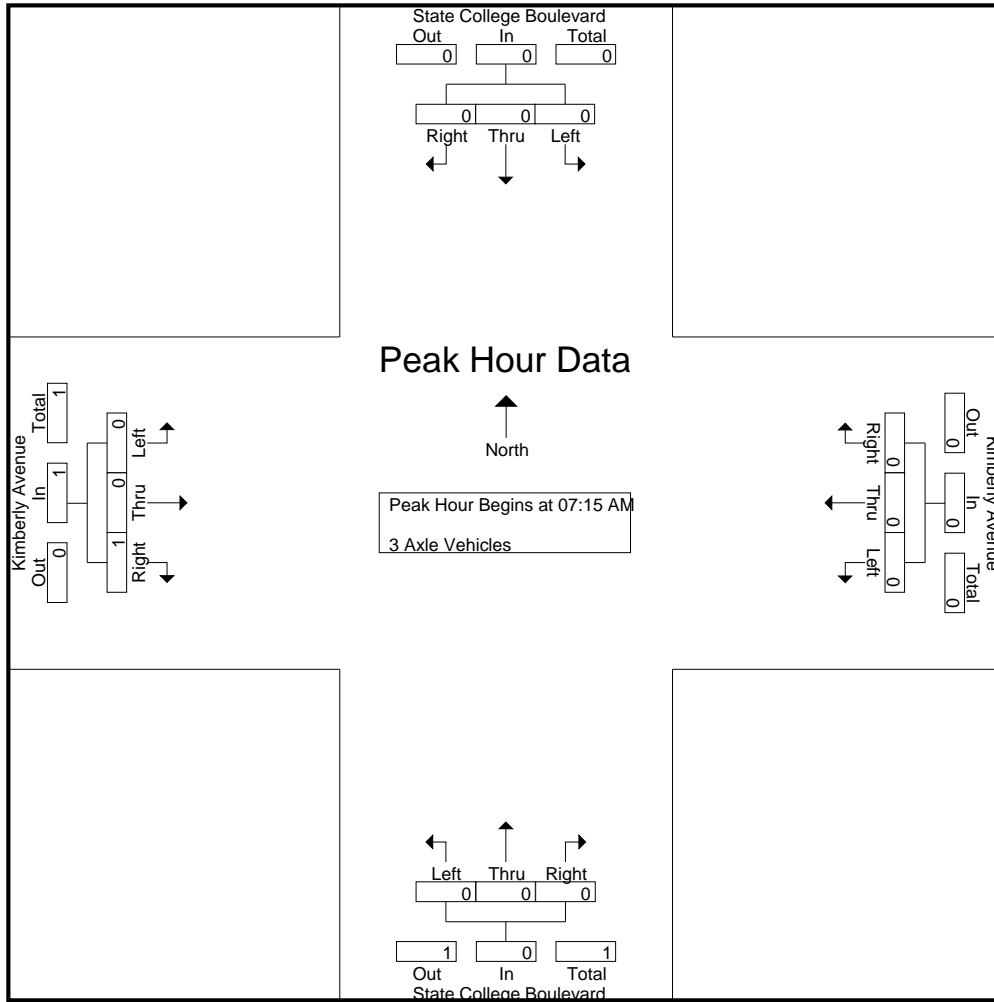 State College Boulevard
Out In Total
0 0 0
0 0 0
Right Thru Left
Peak Hour Data
North
Peak Hour Begins at 07:15 AM
3 Axle Vehicles
Kimberly Avenue
Total In Out
1 1 0
0 0 1
Left Thru Right
Right Thru Left
0 0 0
Out In Total
0 0 0
Kimberly Avenue
Left Thru Right
0 0 0
1 0 1
Out In Total
State College Boulevard